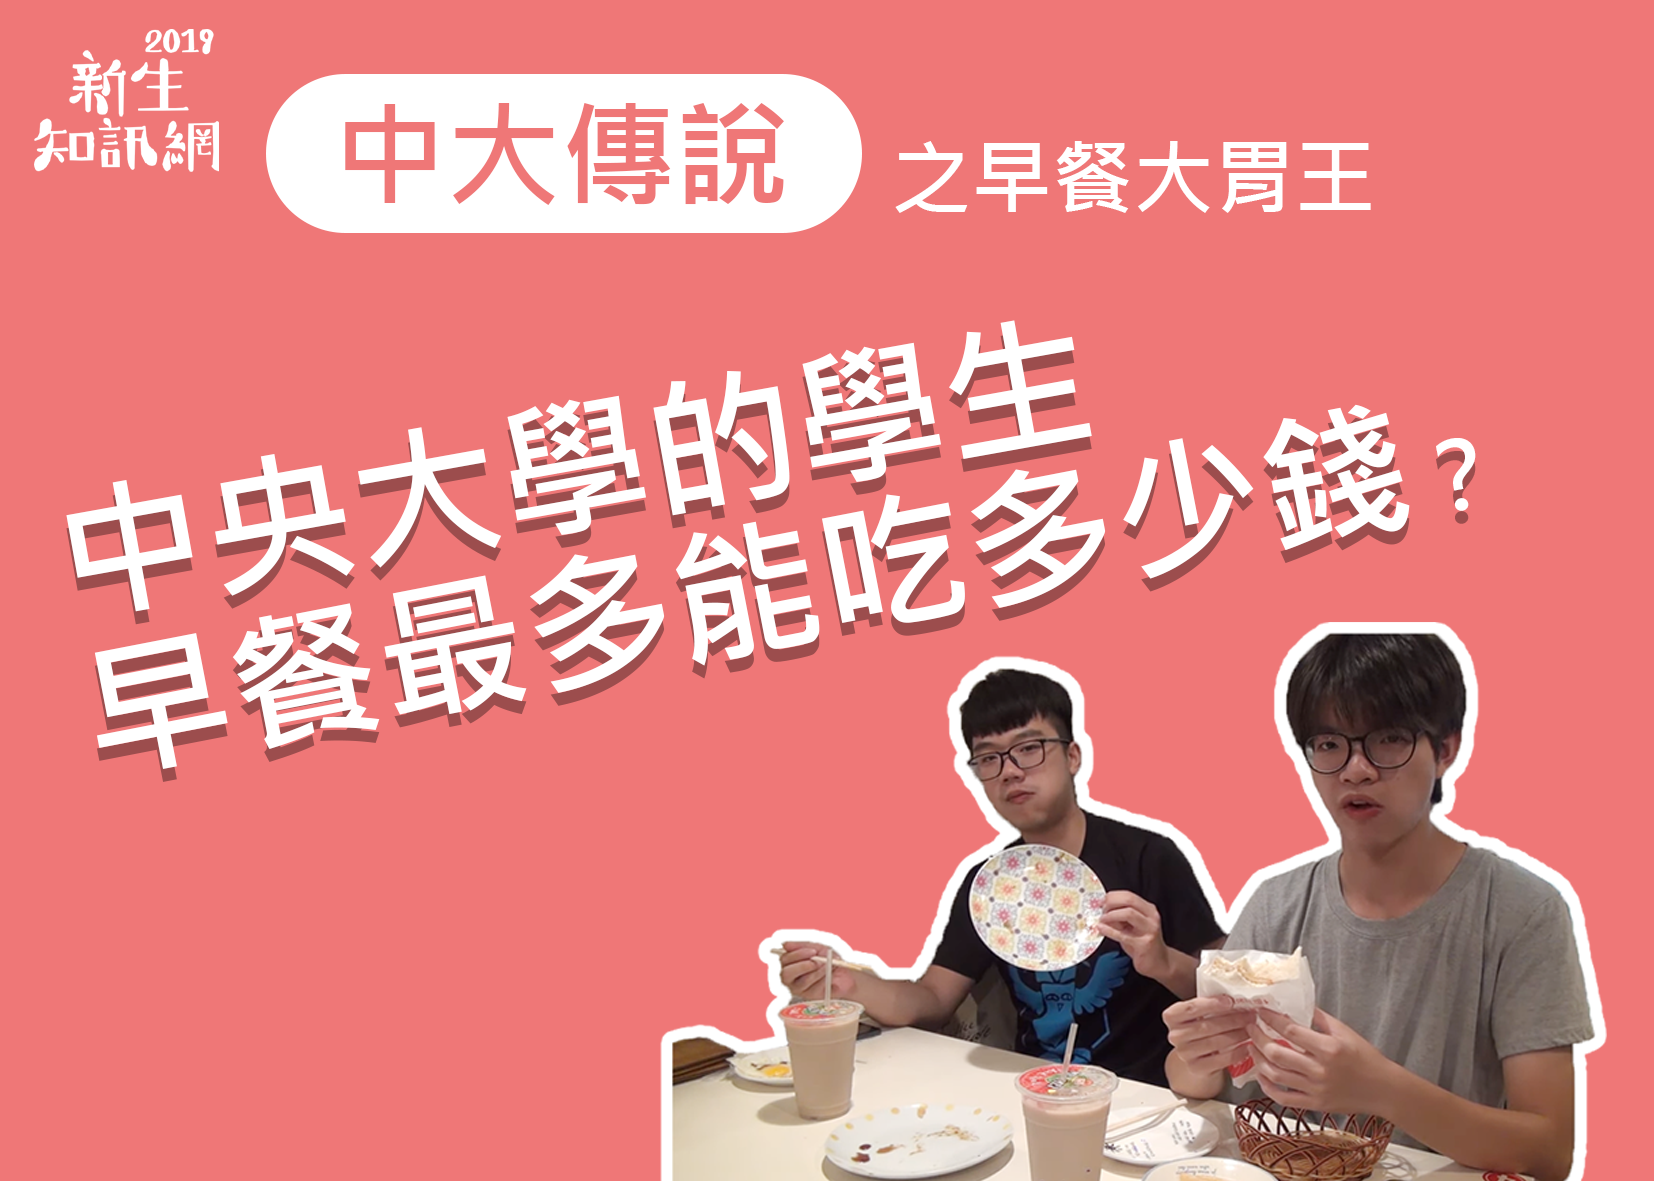 2019
新生
知訊網
中大傳說
之早餐大胃王
中央大學的學生
早餐最多能吃多少錢?